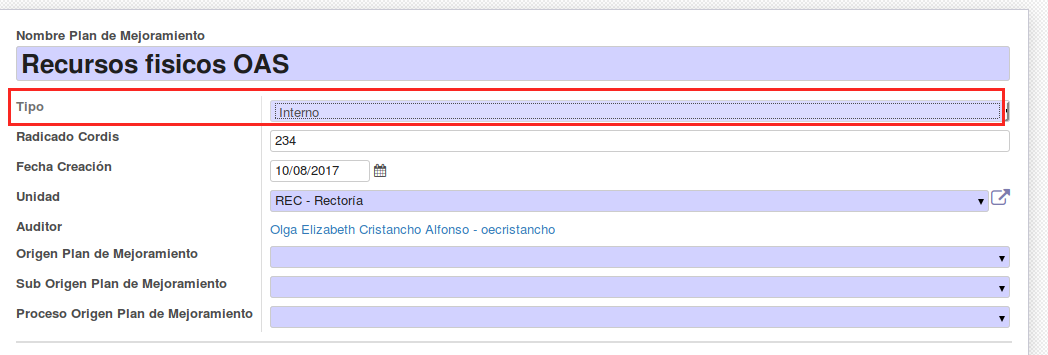 Nombre Plan de Mejoramiento
Recursos fisicos OAS
Tipo Interno
Radicado Cordis 234
Fecha Creación 10/08/2017
Unidad REC - Rectoría
Auditor Olga Elizabeth Cristancho Alfonso - oecristancho
Origen Plan de Mejoramiento
Sub Origen Plan de Mejoramiento
Proceso Origen Plan de Mejoramiento